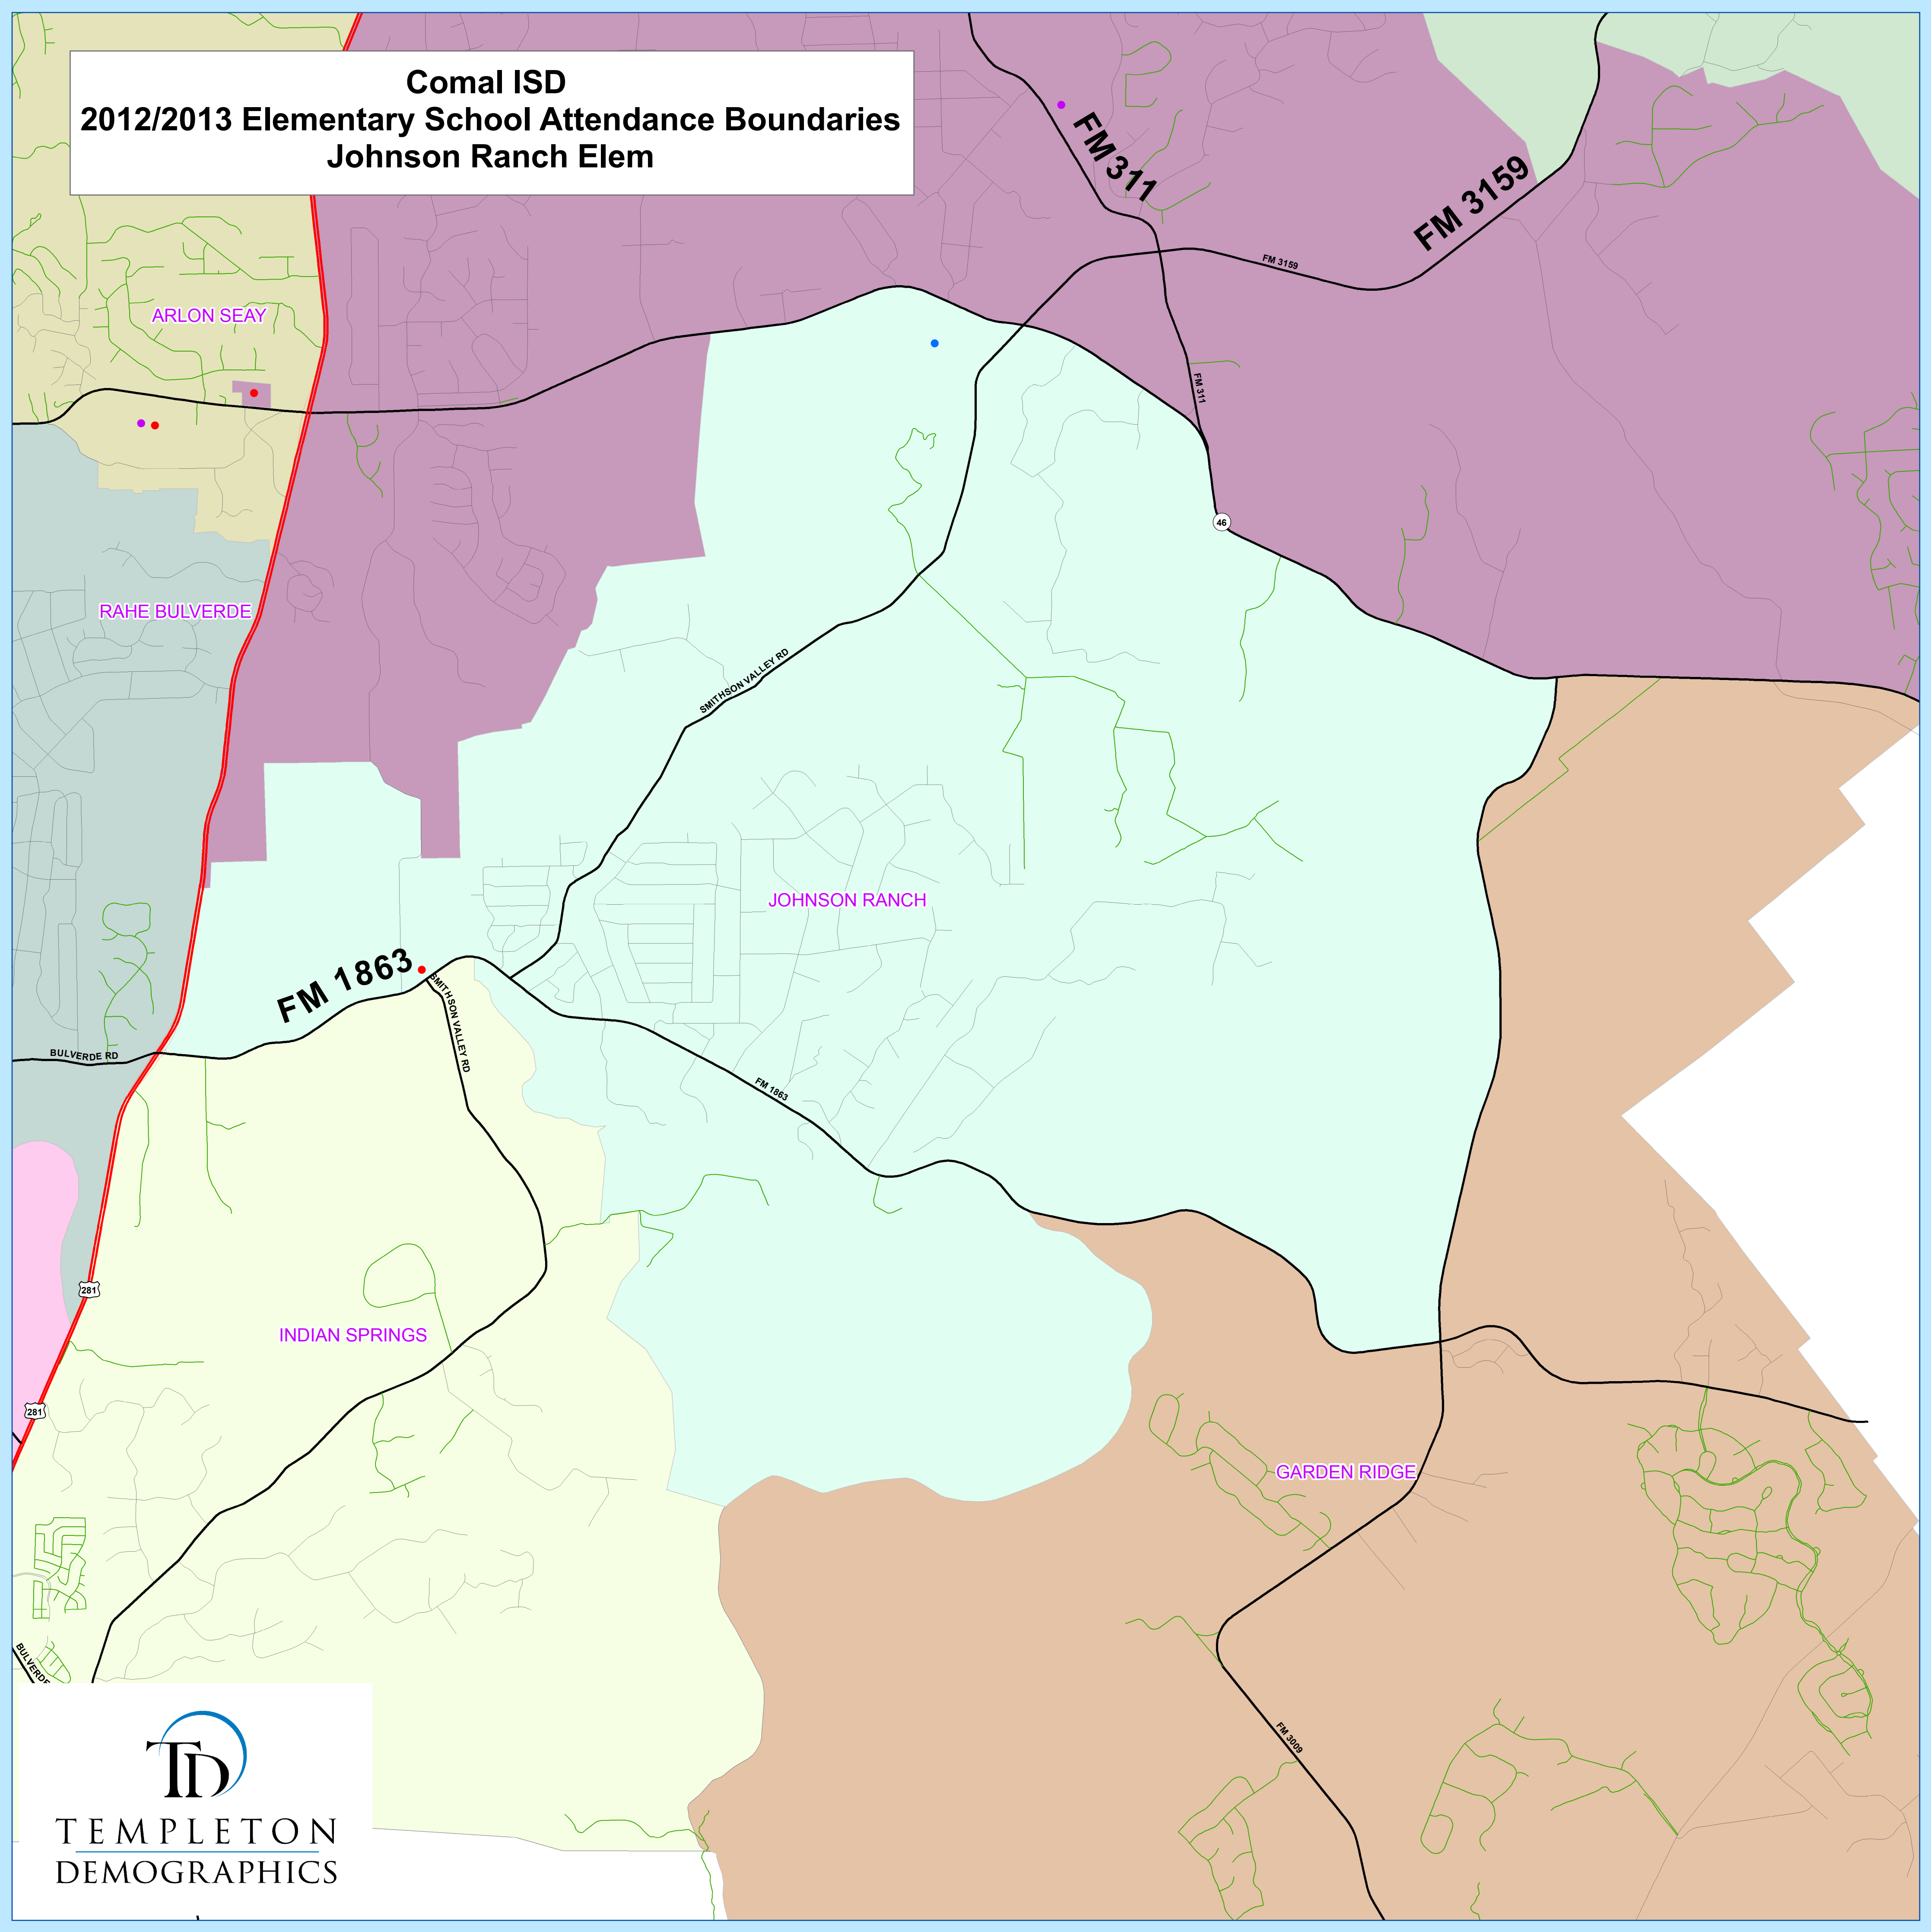 Comal ISD
2012/2013 Elementary School Attendance Boundaries
Johnson Ranch Elem
FM 311
FM 3159
FM 3159
ARLON SEAY
FM 311
46
RAHE BULVERDE
SMITHSON VALLEY RD
JOHNSON RANCH
FM 1863
SMITHSON VALLEY RD
BULVERDE RD
FM 1863
281
INDIAN SPRINGS
281
GARDEN RIDGE
BULVERDE
FM 3009
TD
TEMPLETON
DEMOGRAPHICS